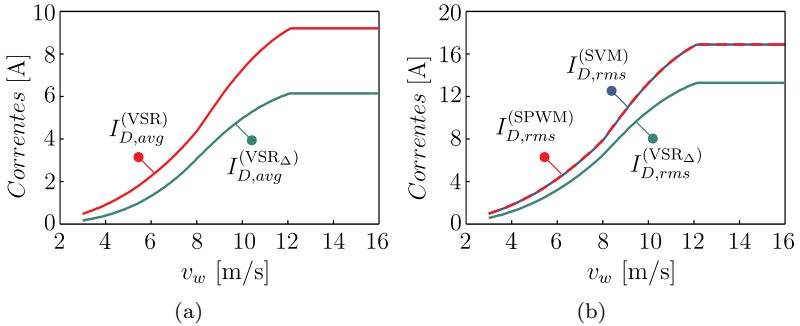 10
8
6
4
2
0
2 4 6 8 10 12 14 16
Correntes [A]
v_w [m/s]
I_{D,avg}^{(VSR)}
I_{D,avg}^{(VSR_Δ)}
(a)
20
16
12
8
4
0
2 4 6 8 10 12 14 16
Correntes [A]
v_w [m/s]
I_{D,rms}^{(SVM)}
I_{D,rms}^{(SPWM)}
I_{D,rms}^{(VSR_Δ)}
(b)